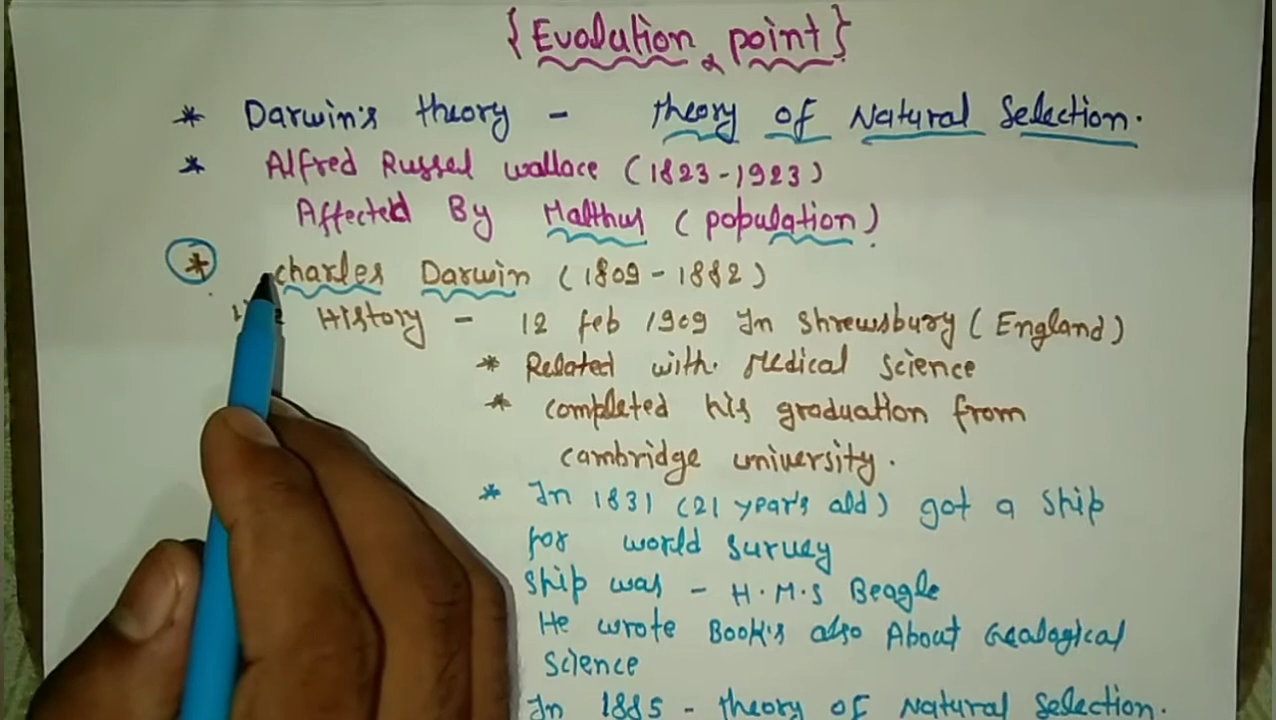 {Evolution point}
* Darwin's theory - theory of Natural Selection.
* Alfred Russel Wallace (1823-1923)
Affected By Malthus (population)
* Charles Darwin (1809-1882)
History - 12 feb 1909 In Shrewsbury (England)
* Related with Medical science
* completed his graduation from
cambridge university.
* In 1831 (21 year's old) got a ship
for world survey
Ship was - H.M.S Beagle
He wrote Book's also About Geological
Science
In 1885 - theory of Natural Selection.